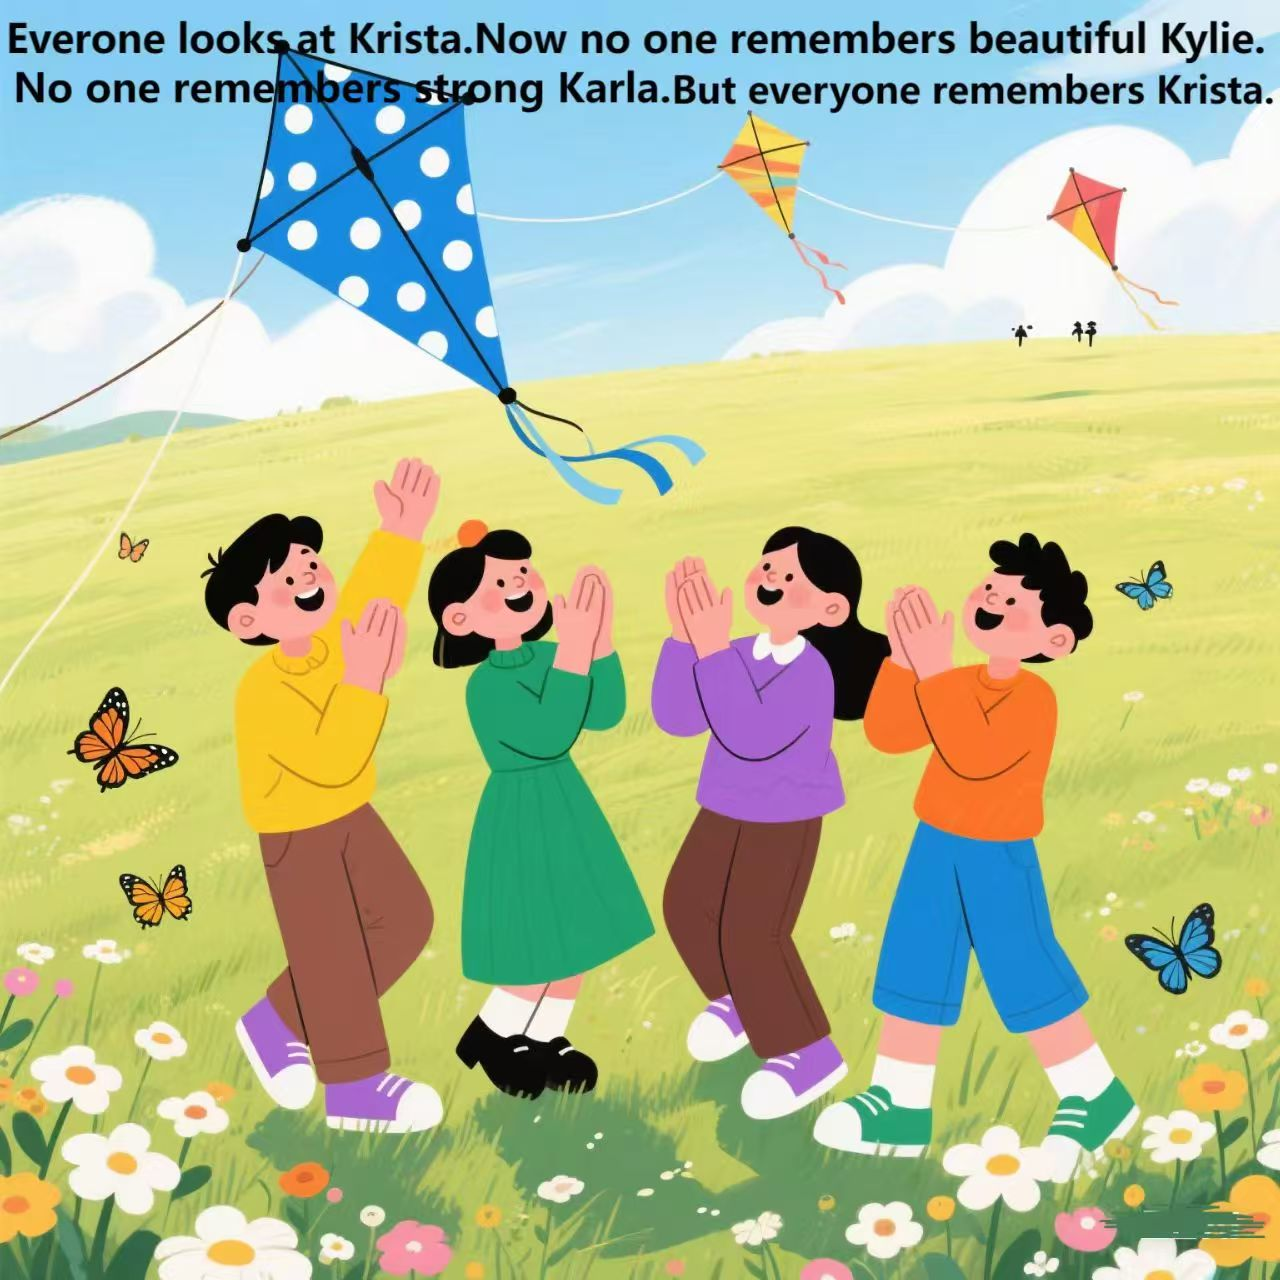 Everone looks at Krista.Now no one remembers beautiful Kylie.
No one remembers strong Karla.But everyone remembers Krista.